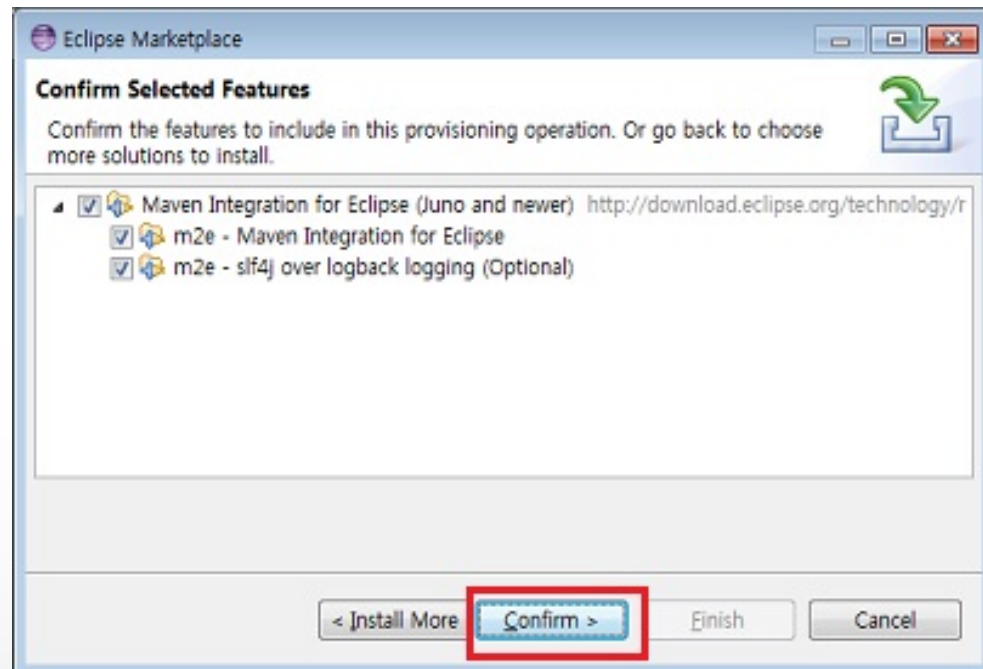 Eclipse Marketplace
Confirm Selected Features
Confirm the features to include in this provisioning operation. Or go back to choose
more solutions to install.
Maven Integration for Eclipse (Juno and newer) http://download.eclipse.org/technology/r
m2e - Maven Integration for Eclipse
m2e - slf4j over logback logging (Optional)
< Install More Confirm > Finish Cancel